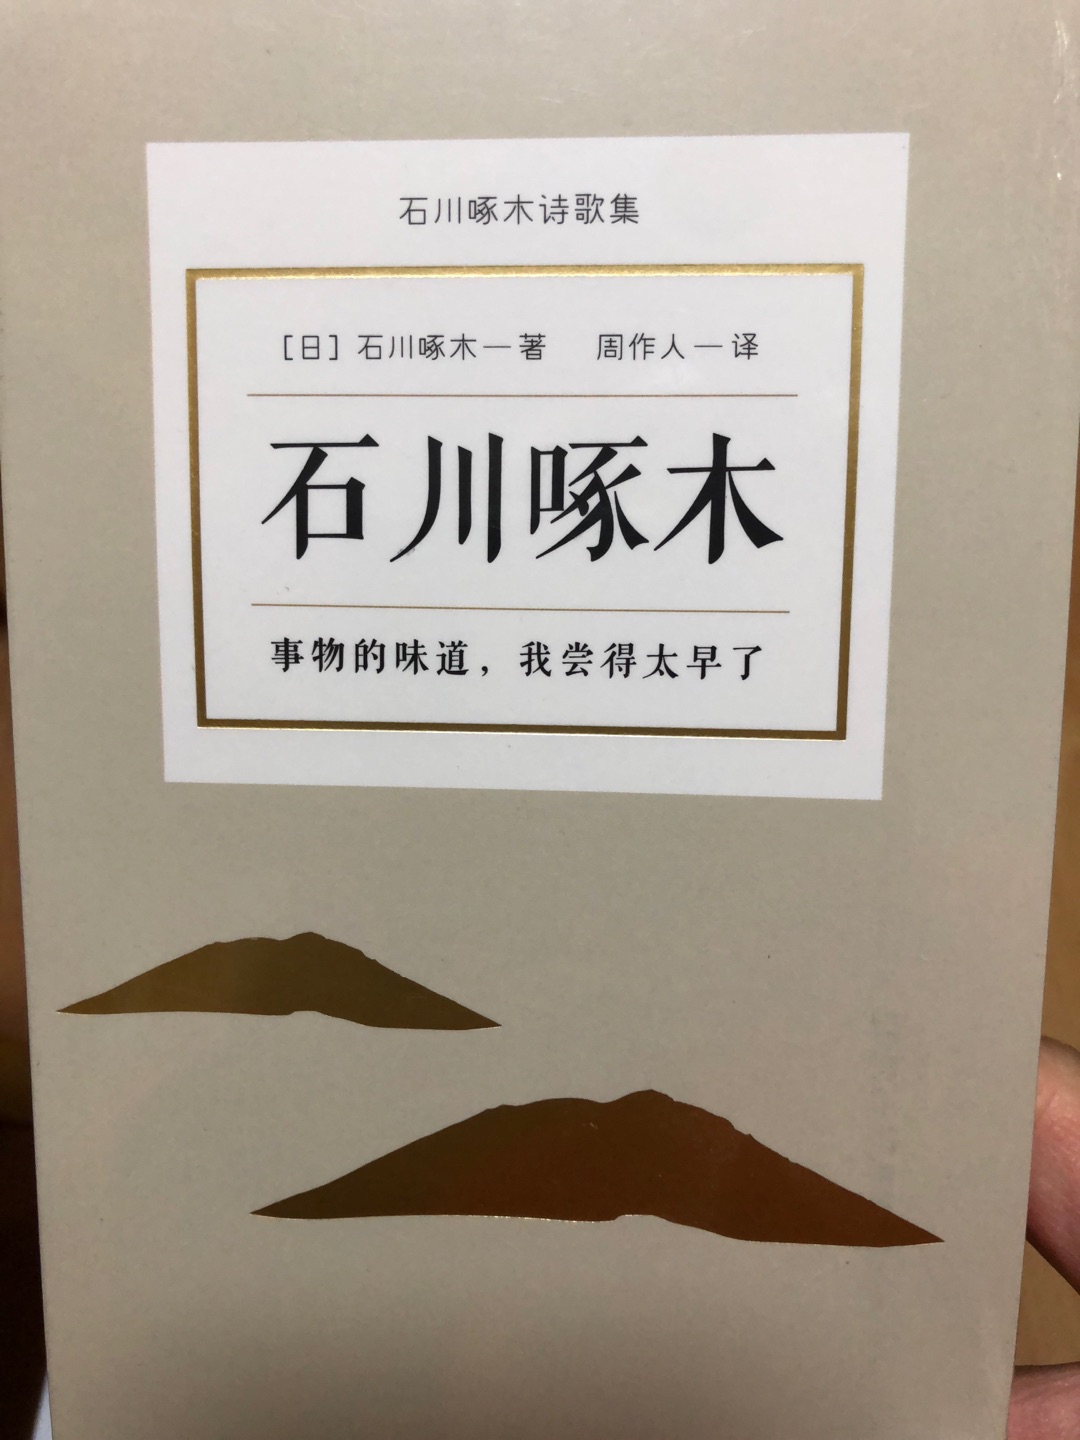 石川啄木诗歌集
[日] 石川啄木—著 周作人—译
石川啄木
事物的味道，我尝得太早了